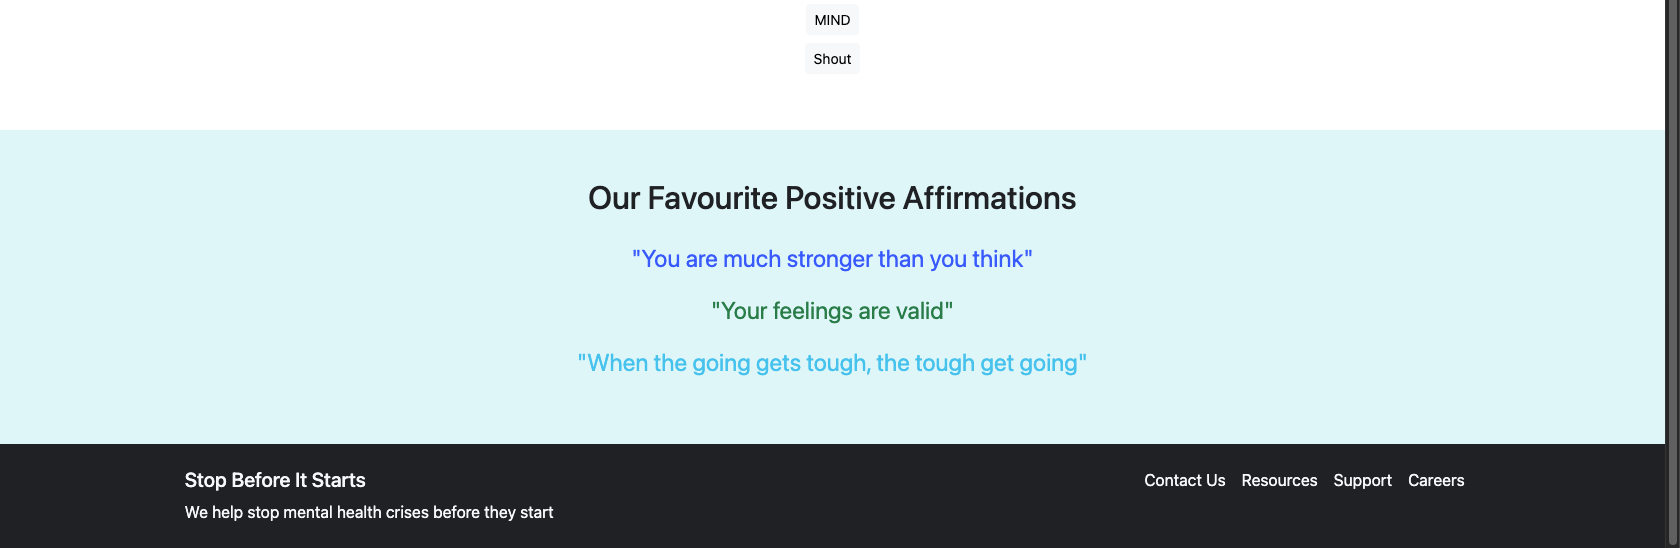 MIND
Shout
Our Favourite Positive Affirmations
"You are much stronger than you think"
"Your feelings are valid"
"When the going gets tough, the tough get going"
Stop Before It Starts
Contact Us Resources Support Careers
We help stop mental health crises before they start